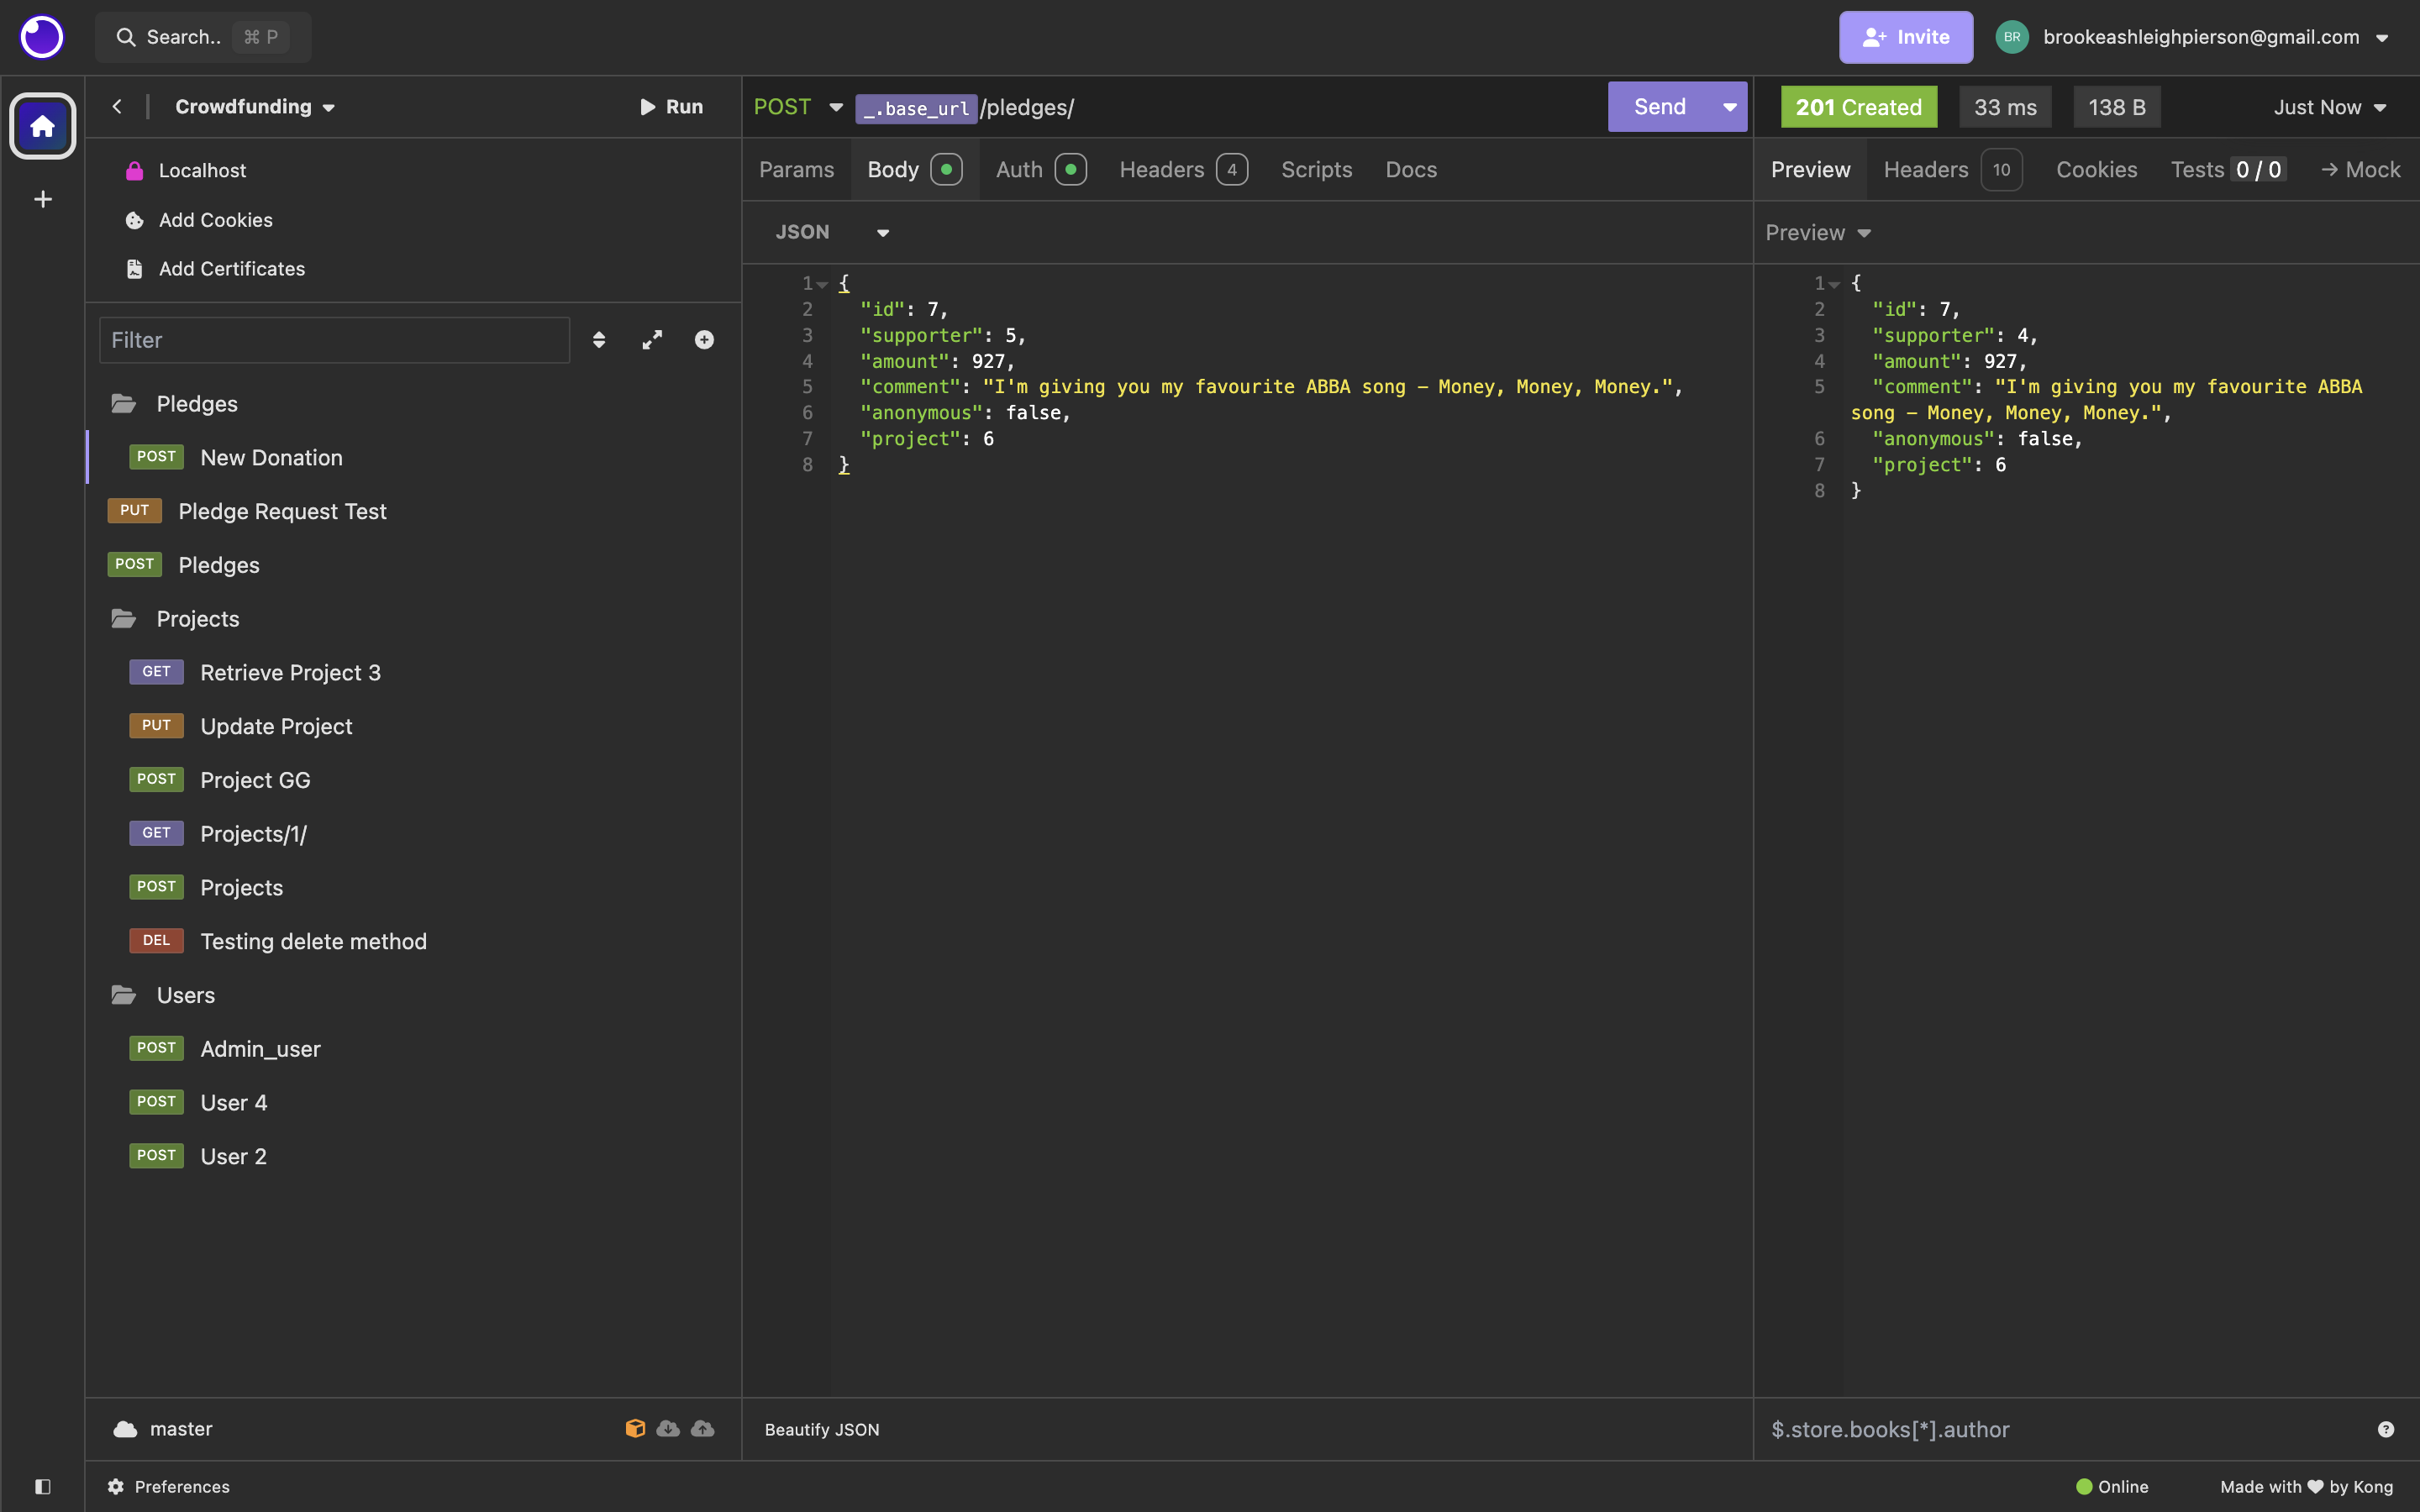 Search.. ⌘ P
Invite
BR
brookeashleighpierson@gmail.com
Crowdfunding
Run
Localhost
Add Cookies
Add Certificates
Filter
Pledges
POST New Donation
PUT Pledge Request Test
POST Pledges
Projects
GET Retrieve Project 3
PUT Update Project
POST Project GG
GET Projects/1/
POST Projects
DEL Testing delete method
Users
POST Admin_user
POST User 4
POST User 2
master
Preferences
POST _.base_url /pledges/
Send
Params Body Auth Headers 4 Scripts Docs
JSON
1 {
2 "id": 7,
3 "supporter": 5,
4 "amount": 927,
5 "comment": "I'm giving you my favourite ABBA song – Money, Money, Money.",
6 "anonymous": false,
7 "project": 6
8 }
Beautify JSON
201 Created 33 ms 138 B Just Now
Preview Headers 10 Cookies Tests 0 / 0 → Mock
Preview
1 {
2 "id": 7,
3 "supporter": 4,
4 "amount": 927,
5 "comment": "I'm giving you my favourite ABBA
song – Money, Money, Money.",
6 "anonymous": false,
7 "project": 6
8 }
$.store.books[*].author
?
Online
Made with ♥ by Kong